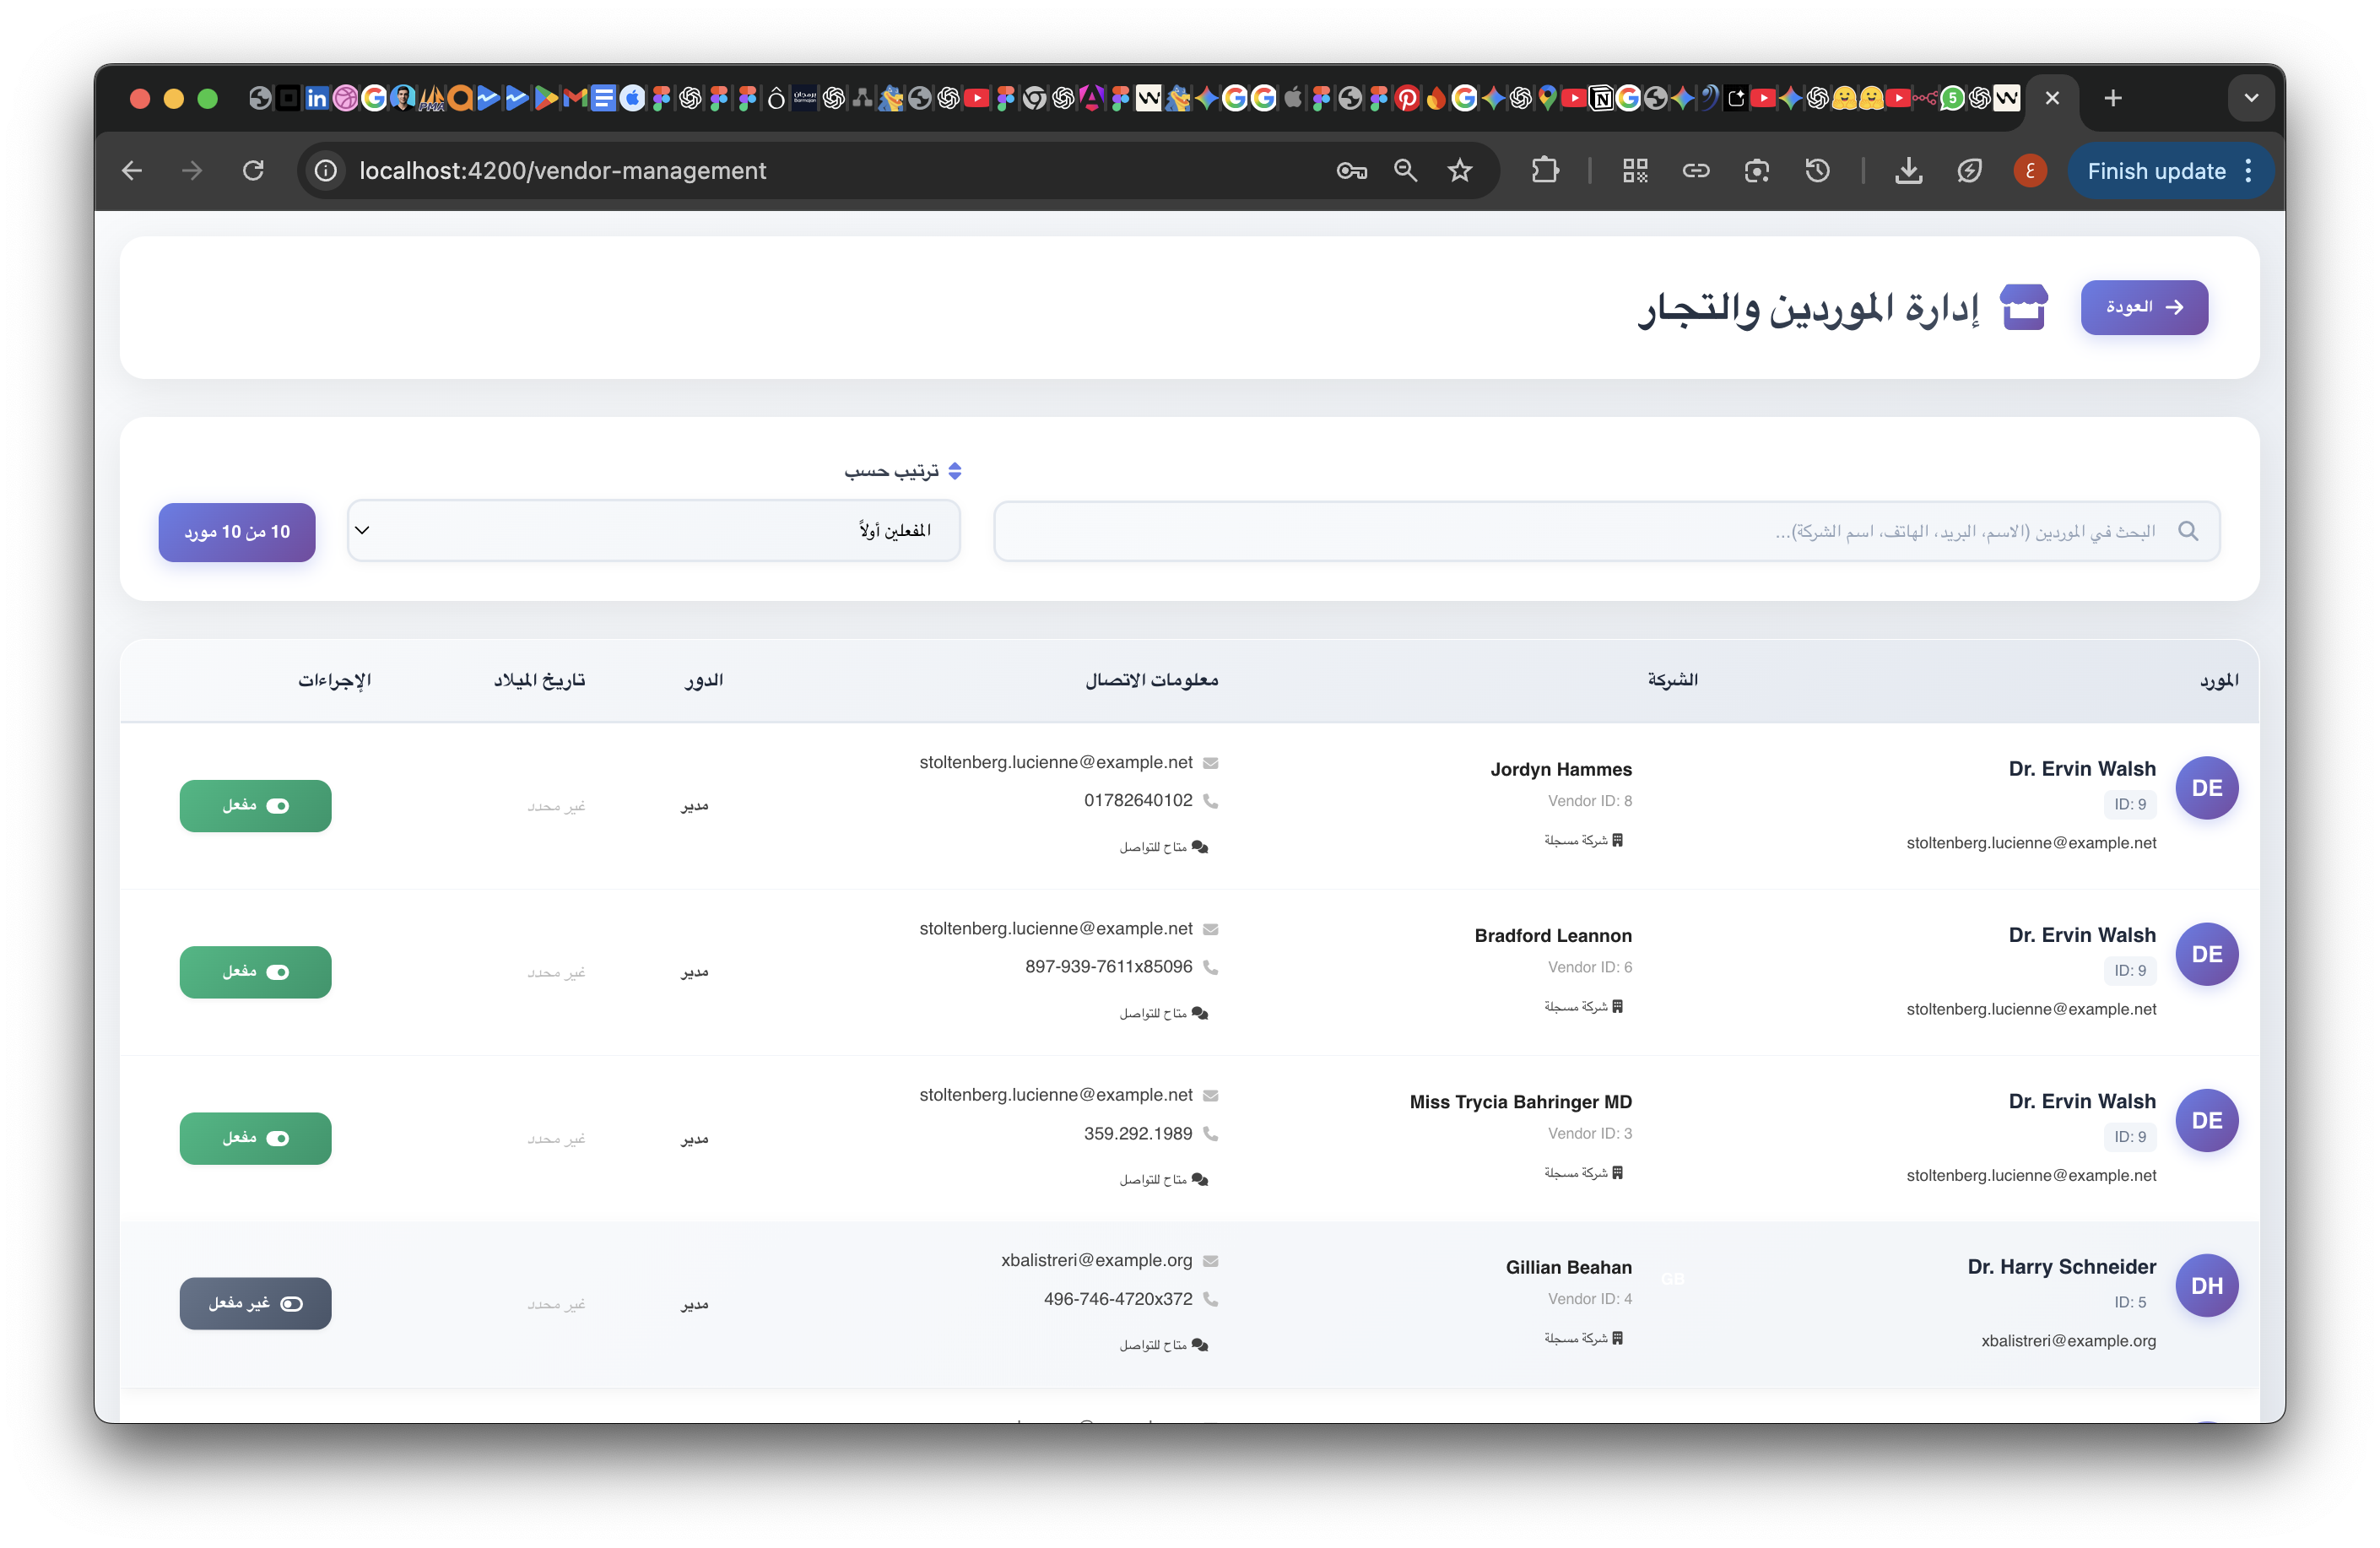 localhost:4200/vendor-management
Finish update
العودة
إدارة الموردين والتجار
ترتيب حسب
البحث في الموردين (الاسم، البريد، الهاتف، اسم الشركة)...
المفعلين أولاً
10 من 10 مورد
المورد الشركة معلومات الاتصال الدور تاريخ الميلاد الإجراءات
DE
Dr. Ervin Walsh
ID: 9
stoltenberg.lucienne@example.net
Jordyn Hammes
Vendor ID: 8
شركة مسجلة
stoltenberg.lucienne@example.net
01782640102
متاح للتواصل
مدير
غير محدد
مفعل
DE
Dr. Ervin Walsh
ID: 9
stoltenberg.lucienne@example.net
Bradford Leannon
Vendor ID: 6
شركة مسجلة
stoltenberg.lucienne@example.net
897-939-7611x85096
متاح للتواصل
مدير
غير محدد
مفعل
DE
Dr. Ervin Walsh
ID: 9
stoltenberg.lucienne@example.net
Miss Trycia Bahringer MD
Vendor ID: 3
شركة مسجلة
stoltenberg.lucienne@example.net
359.292.1989
متاح للتواصل
مدير
غير محدد
مفعل
DH
Dr. Harry Schneider
ID: 5
xbalistreri@example.org
GB
Gillian Beahan
Vendor ID: 4
شركة مسجلة
xbalistreri@example.org
496-746-4720x372
متاح للتواصل
مدير
غير محدد
غير مفعل